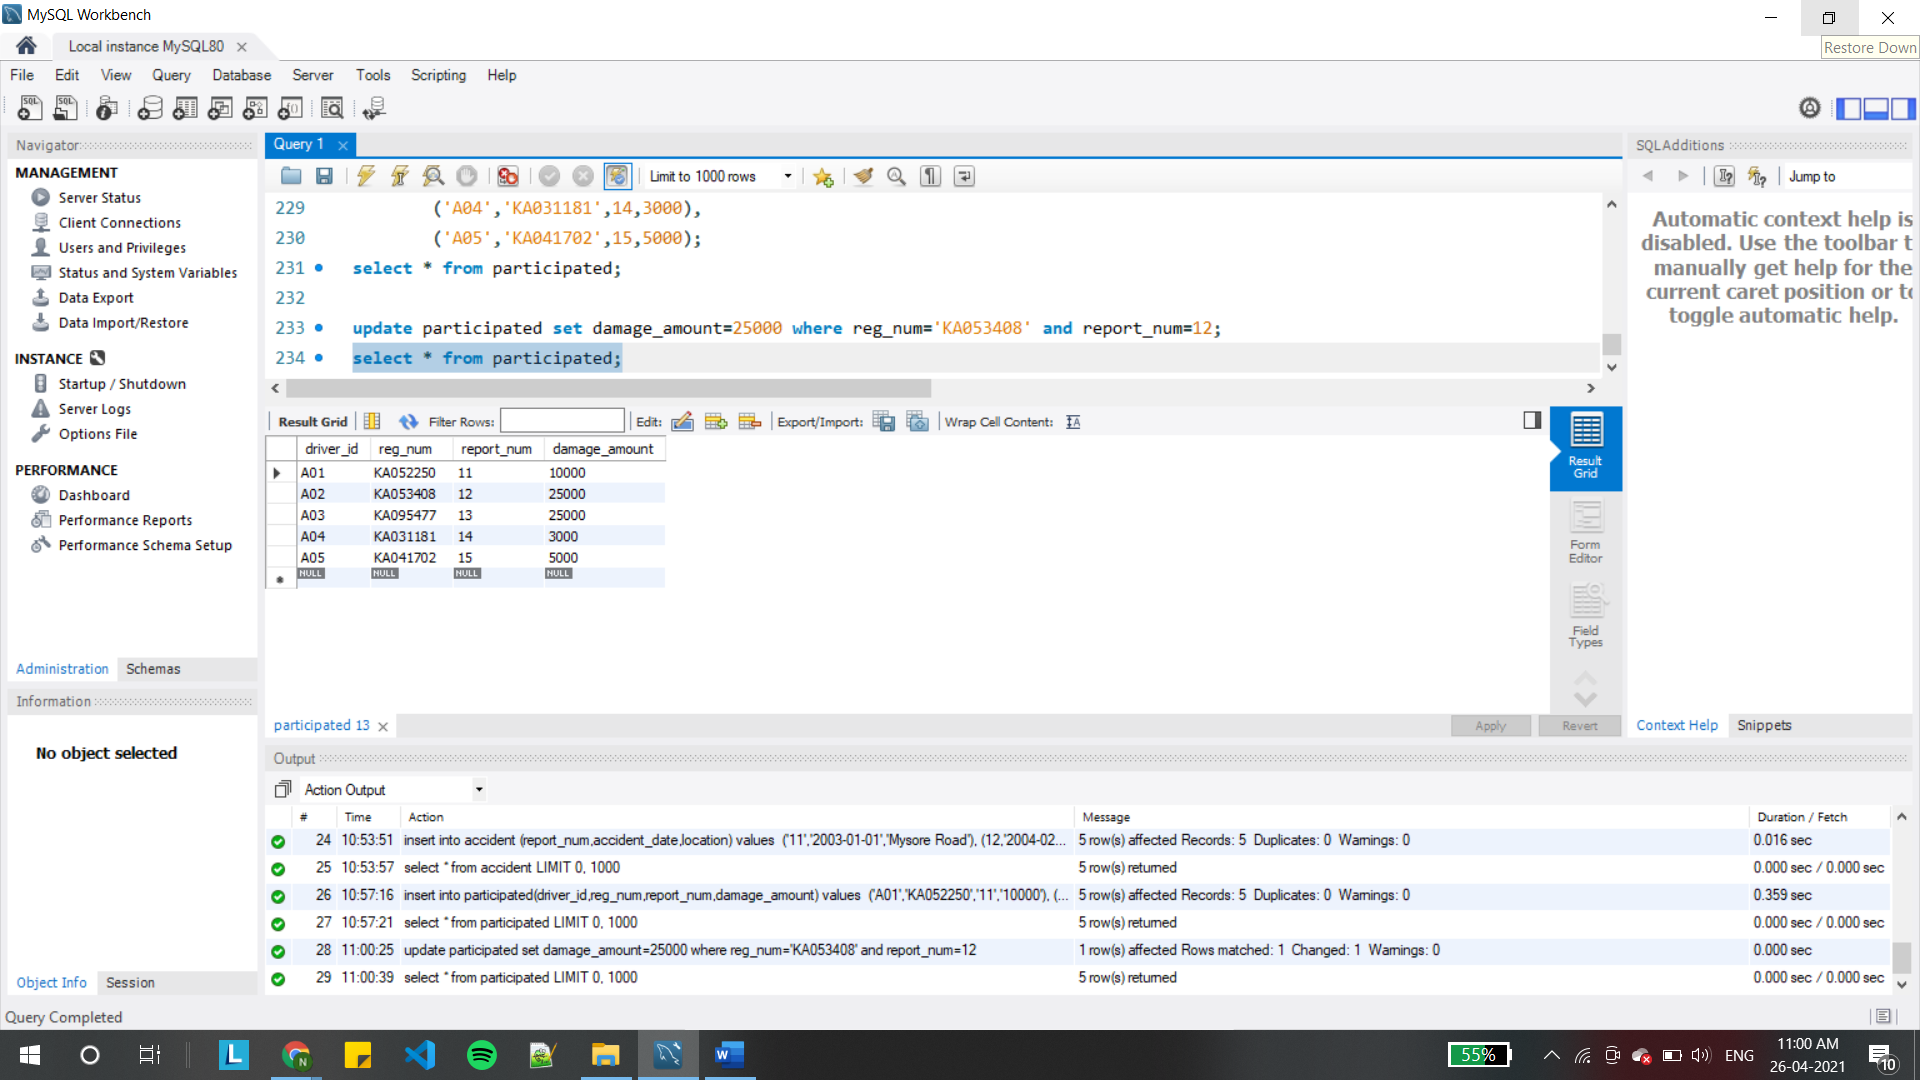 MySQL Workbench
Restore Down
Local instance MySQL80
File Edit View Query Database Server Tools Scripting Help
Navigator
MANAGEMENT
Server Status
Client Connections
Users and Privileges
Status and System Variables
Data Export
Data Import/Restore
INSTANCE
Startup / Shutdown
Server Logs
Options File
PERFORMANCE
Dashboard
Performance Reports
Performance Schema Setup
Administration Schemas
Information
No object selected
Object Info Session
Query Completed
Query 1
Limit to 1000 rows
229 ('A04','KA031181',14,3000),
230 ('A05','KA041702',15,5000);
231 select * from participated;
232
233 update participated set damage_amount=25000 where reg_num='KA053408' and report_num=12;
234 select * from participated;
Result Grid Filter Rows: Edit: Export/Import: Wrap Cell Content:
driver_id reg_num report_num damage_amount
A01 KA052250 11 10000
A02 KA053408 12 25000
A03 KA095477 13 25000
A04 KA031181 14 3000
A05 KA041702 15 5000
NULL NULL NULL NULL
Result
Grid
Form
Editor
Field
Types
participated 13
Apply Revert
SQLAdditions
Jump to
Automatic context help is
disabled. Use the toolbar t
manually get help for the
current caret position or to
toggle automatic help.
Context Help Snippets
Output
Action Output
# Time Action Message Duration / Fetch
24 10:53:51 insert into accident (report_num,accident_date,location) values ('11','2003-01-01','Mysore Road'), (12,'2004-02... 5 row(s) affected Records: 5 Duplicates: 0 Warnings: 0 0.016 sec
25 10:53:57 select * from accident LIMIT 0, 1000 5 row(s) returned 0.000 sec / 0.000 sec
26 10:57:16 insert into participated(driver_id,reg_num,report_num,damage_amount) values ('A01','KA052250','11','10000'), (... 5 row(s) affected Records: 5 Duplicates: 0 Warnings: 0 0.359 sec
27 10:57:21 select * from participated LIMIT 0, 1000 5 row(s) returned 0.000 sec / 0.000 sec
28 11:00:25 update participated set damage_amount=25000 where reg_num='KA053408' and report_num=12 1 row(s) affected Rows matched: 1 Changed: 1 Warnings: 0 0.000 sec
29 11:00:39 select * from participated LIMIT 0, 1000 5 row(s) returned 0.000 sec / 0.000 sec
55% ENG
11:00 AM
26-04-2021
10